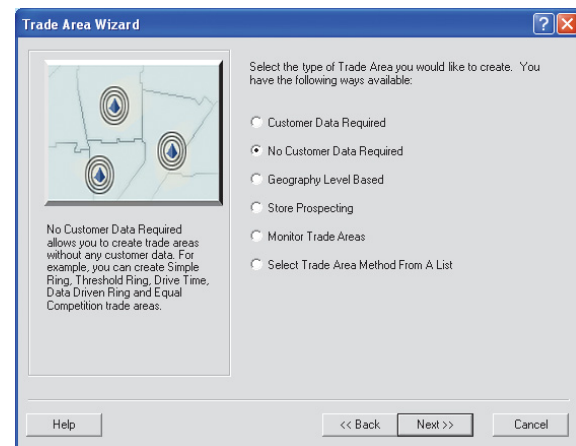 Trade Area Wizard
Select the type of Trade Area you would like to create. You
have the following ways available:
Customer Data Required
No Customer Data Required
Geography Level Based
Store Prospecting
Monitor Trade Areas
Select Trade Area Method From A List
No Customer Data Required
allows you to create trade areas
without any customer data. For
example, you can create Simple
Ring, Threshold Ring, Drive Time,
Data Driven Ring and Equal
Competition trade areas.
Help
<< Back
Next >>
Cancel